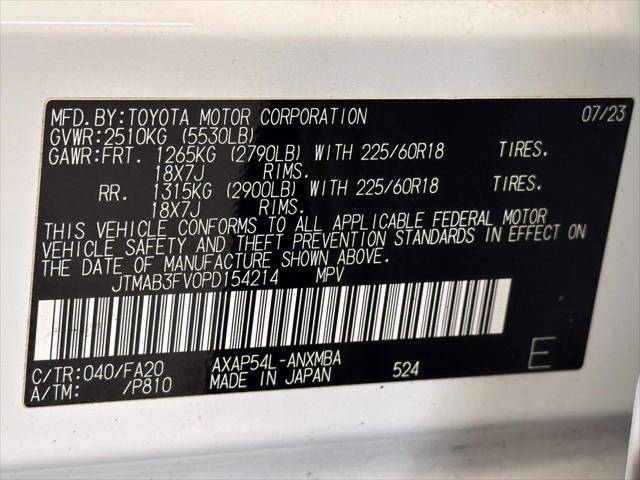 MFD.BY:TOYOTA MOTOR CORPORATION 07/23
GVWR:2510KG (5530LB)
GAWR:FRT. 1265KG (2790LB) WITH 225/60R18 TIRES.
18X7J RIMS.
RR. 1315KG (2900LB) WITH 225/60R18 TIRES.
18X7J RIMS.
THIS VEHICLE CONFORMS TO ALL APPLICABLE FEDERAL MOTOR
VEHICLE SAFETY AND THEFT PREVENTION STANDARDS IN EFFECT ON
THE DATE OF MANUFACTURE SHOWN ABOVE.
JTMAB3FV0PD154214 MPV
C/TR:040/FA20 AXAP54L-ANXMBA
A/TM: /P810 MADE IN JAPAN 524 E